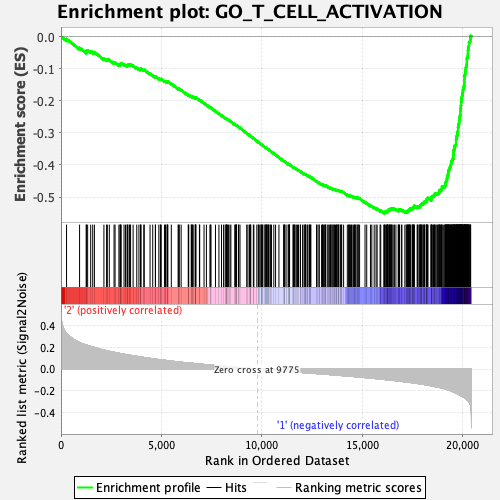 Enrichment plot: GO_T_CELL_ACTIVATION
Enrichment score (ES)
0.0
-0.1
-0.2
-0.3
-0.4
-0.5
'2' (positively correlated)
Ranked list metric (Signal2Noise)
0.4
0.2
0.0
-0.2
-0.4
Zero cross at 9775
'1' (negatively correlated)
0
5,000
10,000
15,000
20,000
Rank in Ordered Dataset
Enrichment profile
Hits
Ranking metric scores